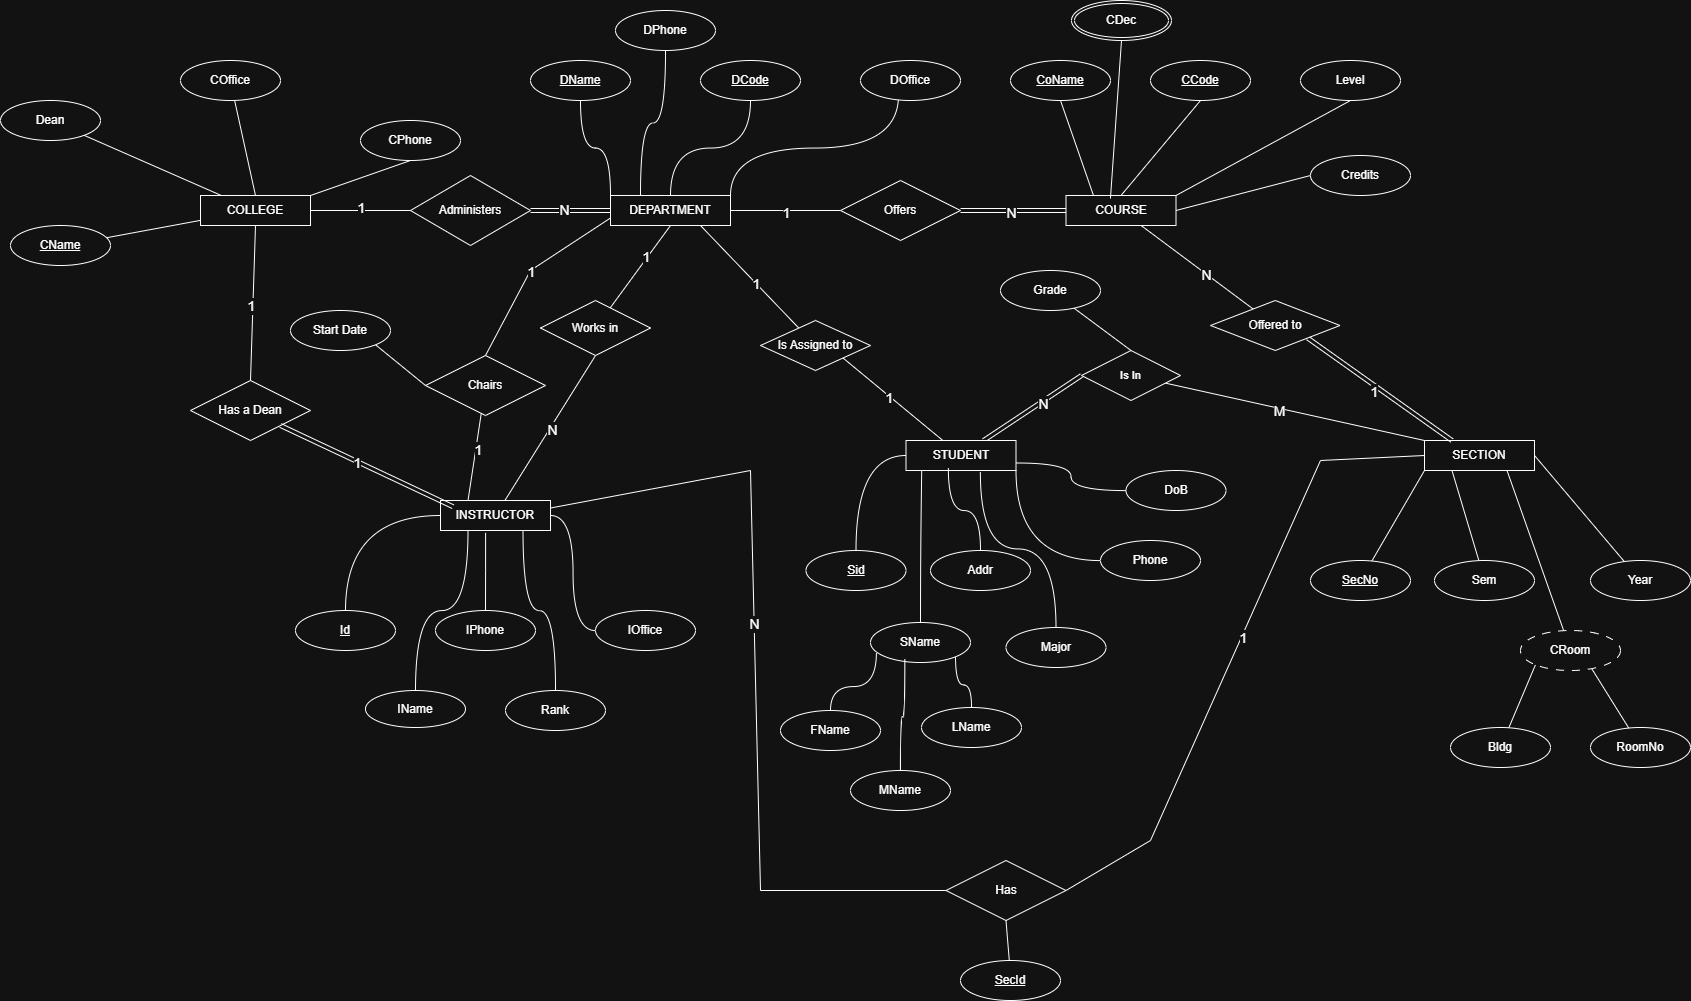 CDec
DPhone
COffice
DName
DCode
DOffice
CoName
CCode
Level
Dean
CPhone
Credits
COLLEGE
1
Administers
N
DEPARTMENT
1
Offers
N
COURSE
CName
1
1
N
1
1
Grade
Start Date
Works in
Offered to
Is Assigned to
Chairs
Is In
1
1
N
M
Has a Dean
N
1
1
STUDENT
SECTION
INSTRUCTOR
DoB
Phone
Sid
Addr
SecNo
Sem
Year
Id
IPhone
IOffice
N
1
SName
Major
CRoom
IName
Rank
FName
LName
Bldg
RoomNo
MName
Has
SecId